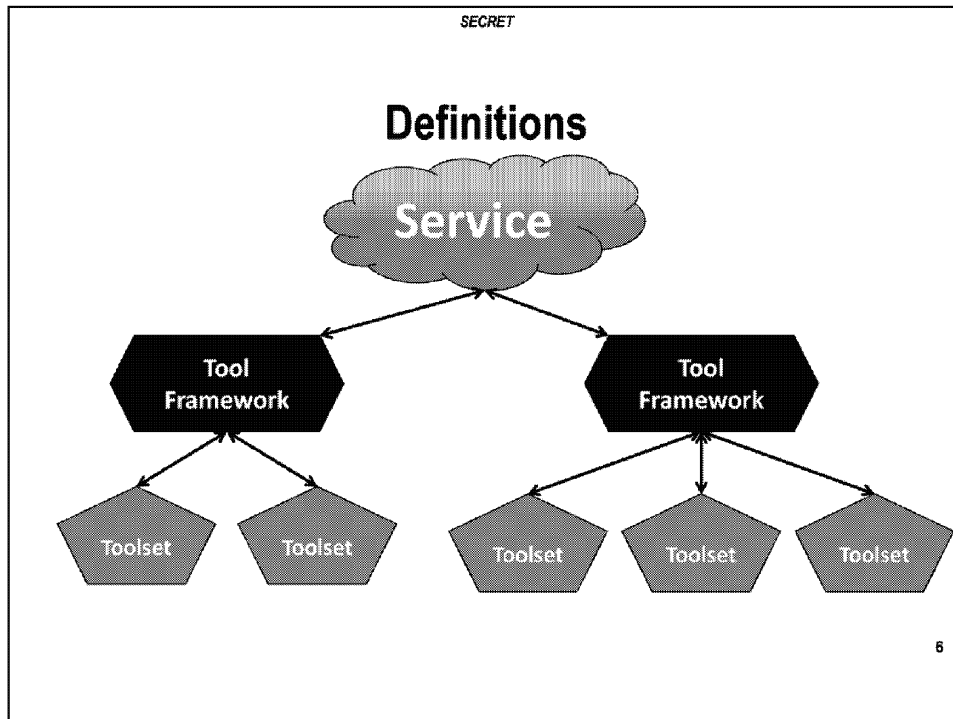 SECRET
Definitions
Service
Tool
Framework
Tool
Framework
Toolset
Toolset
Toolset
Toolset
Toolset
6